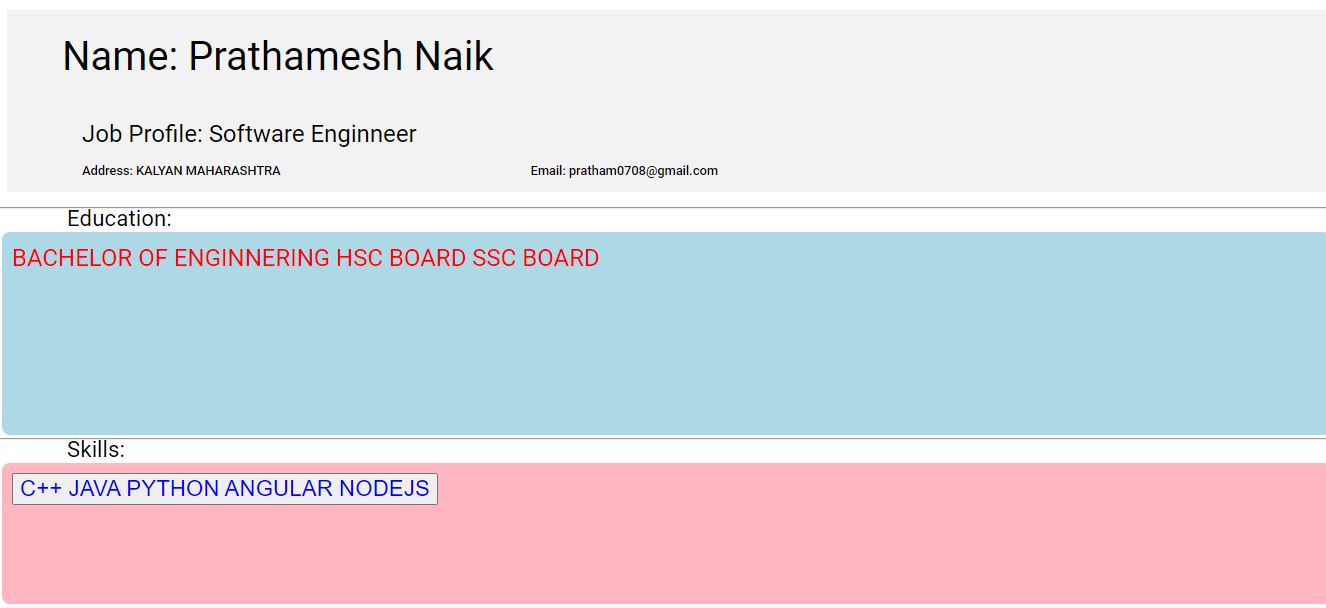 Name: Prathamesh Naik
Job Profile: Software Enginneer
Address: KALYAN MAHARASHTRA Email: pratham0708@gmail.com
Education:
BACHELOR OF ENGINNERING HSC BOARD SSC BOARD
Skills:
C++ JAVA PYTHON ANGULAR NODEJS